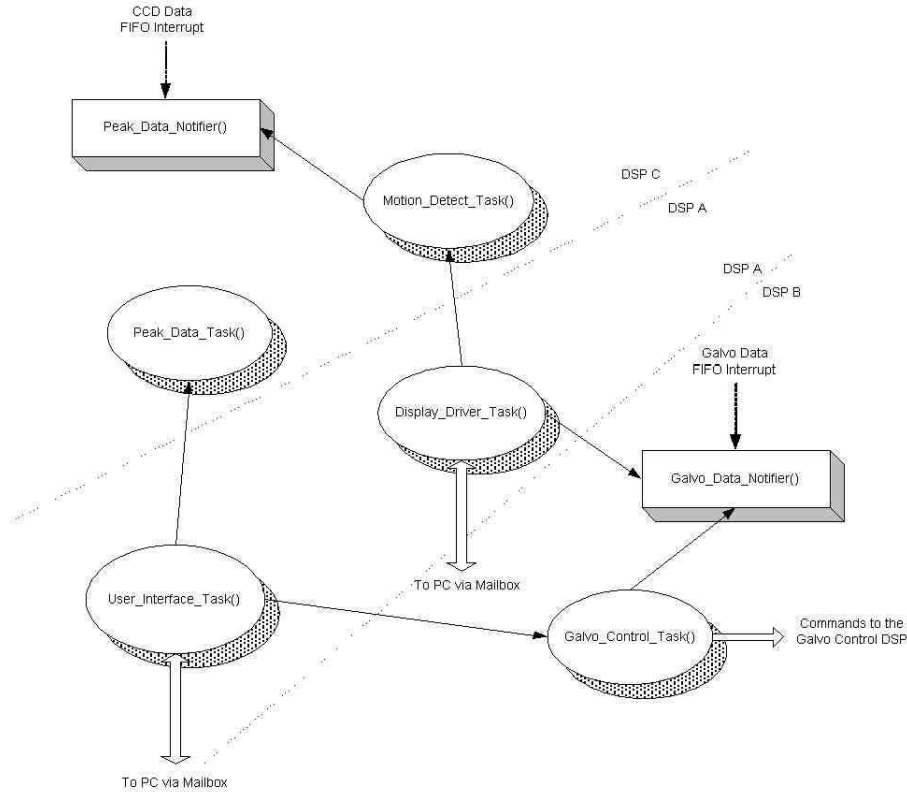 CCD Data
FIFO Interrupt
Peak_Data_Notifier()
Motion_Detect_Task()
DSP C
DSP A
DSP A
DSP B
Peak_Data_Task()
Galvo Data
FIFO Interrupt
Display_Driver_Task()
Galvo_Data_Notifier()
To PC via Mailbox
User_Interface_Task()
Galvo_Control_Task()
Commands to the
Galvo Control DSP
To PC via Mailbox